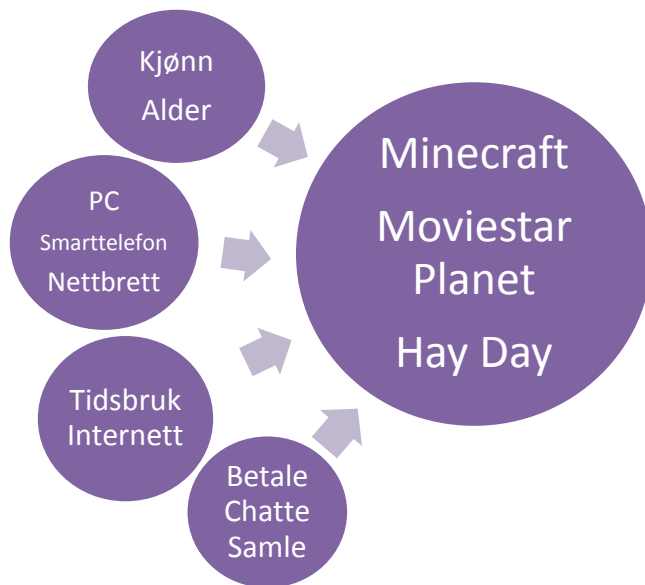 Kjønn
Alder
PC
Smarttelefon
Nettbrett
Tidsbruk
Internett
Betale
Chatte
Samle
Minecraft
Moviestar
Planet
Hay Day